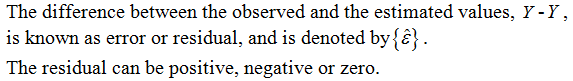 The difference between the observed and the estimated values, Y - Y,
is known as error or residual, and is denoted by {ε̂}.
The residual can be positive, negative or zero.